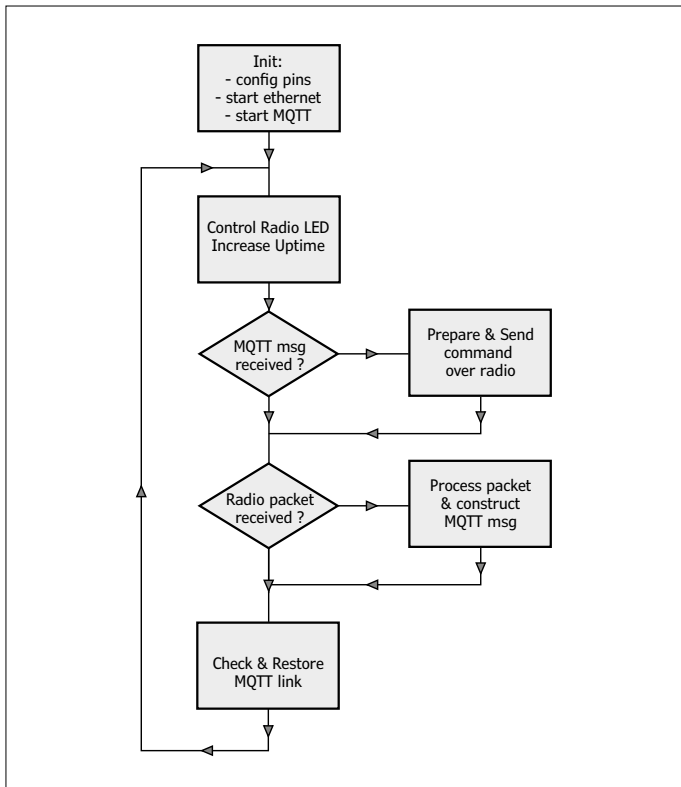 Init:
- config pins
- start ethernet
- start MQTT
Control Radio LED
Increase Uptime
MQTT msg
received ?
Prepare & Send
command
over radio
Radio packet
received ?
Process packet
& construct
MQTT msg
Check & Restore
MQTT link